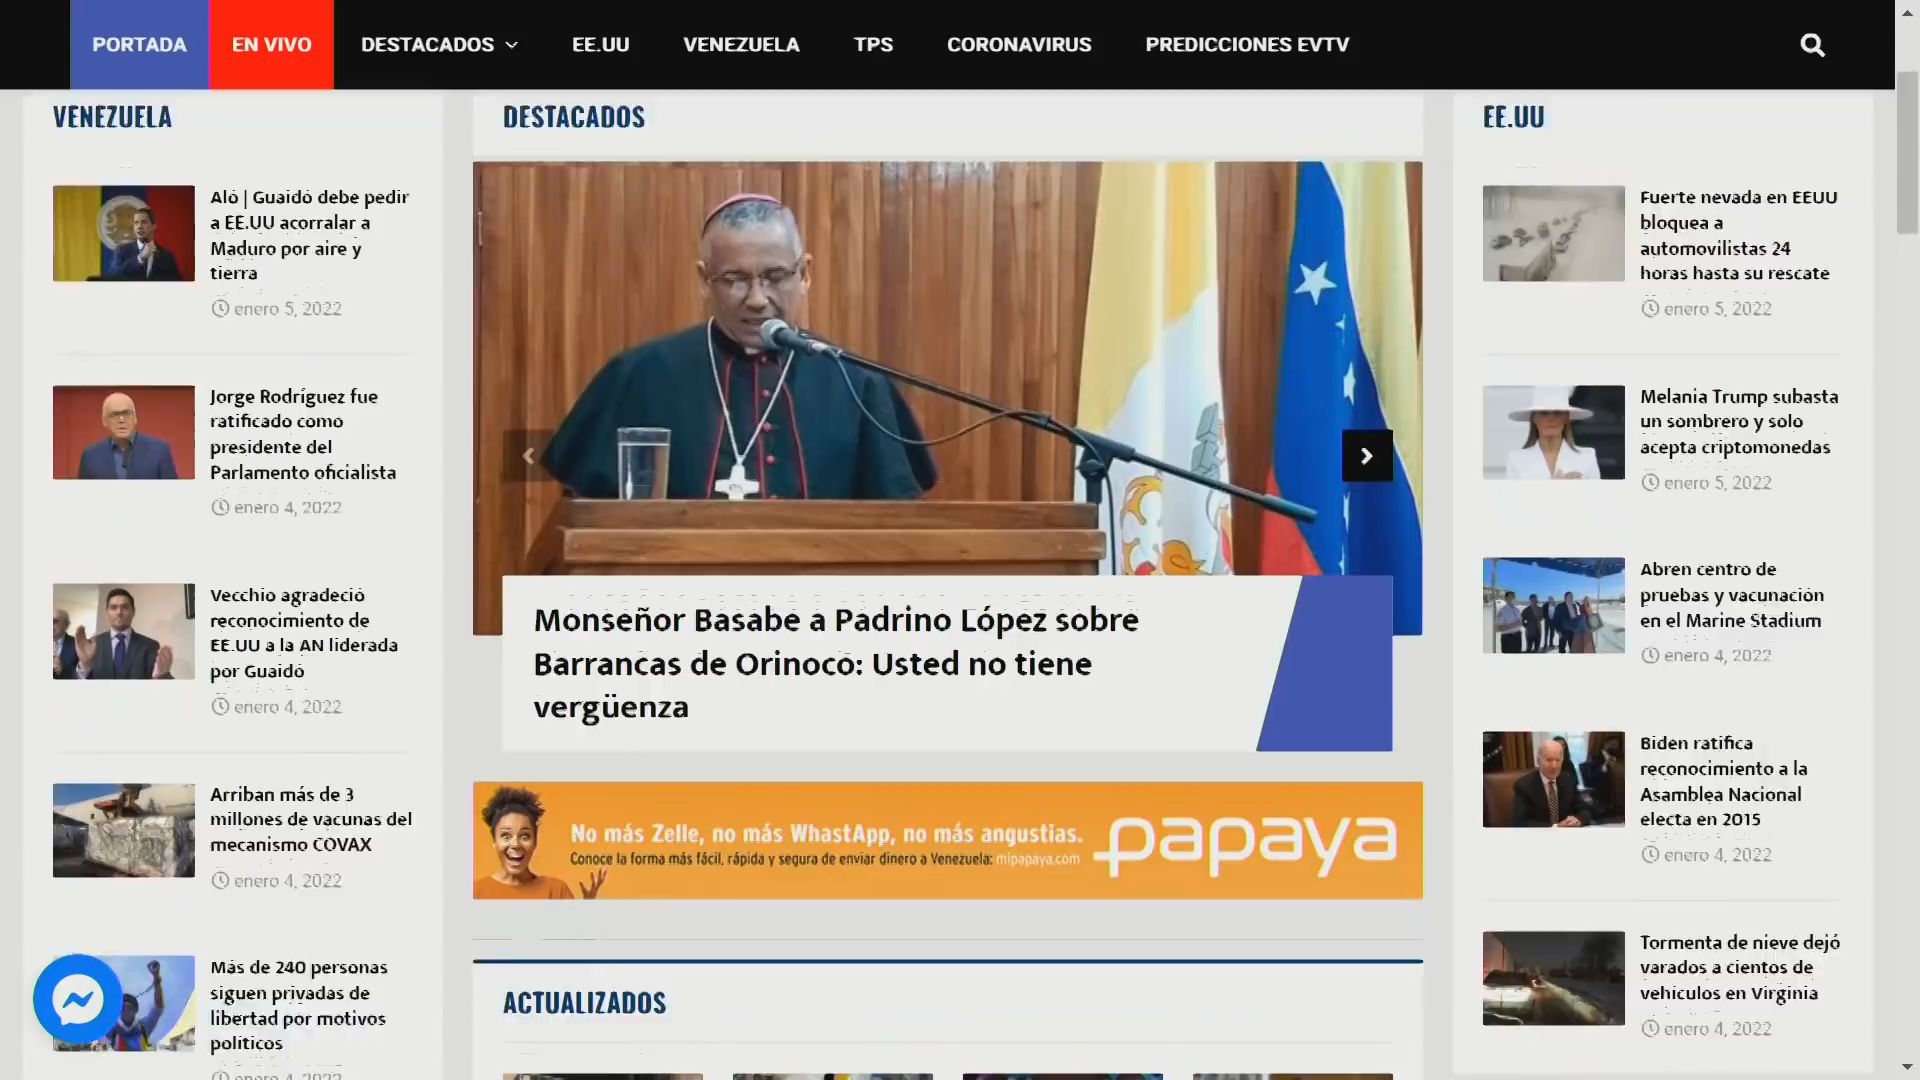 PORTADA
EN VIVO
DESTACADOS
EE.UU
VENEZUELA
TPS
CORONAVIRUS
PREDICCIONES EVTV
VENEZUELA
Aló | Guaidó debe pedir
a EE.UU acorralar a
Maduro por aire y
tierra
enero 5, 2022
Jorge Rodríguez fue
ratificado como
presidente del
Parlamento oficialista
enero 4, 2022
Vecchio agradeció
reconocimiento de
EE.UU a la AN liderada
por Guaidó
enero 4, 2022
Arriban más de 3
millones de vacunas del
mecanismo COVAX
enero 4, 2022
Más de 240 personas
siguen privadas de
libertad por motivos
políticos
enero 4, 2022
DESTACADOS
Monseñor Basabe a Padrino López sobre
Barrancas de Orinoco: Usted no tiene
vergüenza
No más Zelle, no más WhastApp, no más angustias.
Conoce la forma más fácil, rápida y segura de enviar dinero a Venezuela: mipapaya.com
papaya
ACTUALIZADOS
EE.UU
Fuerte nevada en EEUU
bloquea a
automovilistas 24
horas hasta su rescate
enero 5, 2022
Melania Trump subasta
un sombrero y solo
acepta criptomonedas
enero 5, 2022
Abren centro de
pruebas y vacunación
en el Marine Stadium
enero 4, 2022
Biden ratifica
reconocimiento a la
Asamblea Nacional
electa en 2015
enero 4, 2022
Tormenta de nieve dejó
varados a cientos de
vehículos en Virginia
enero 4, 2022